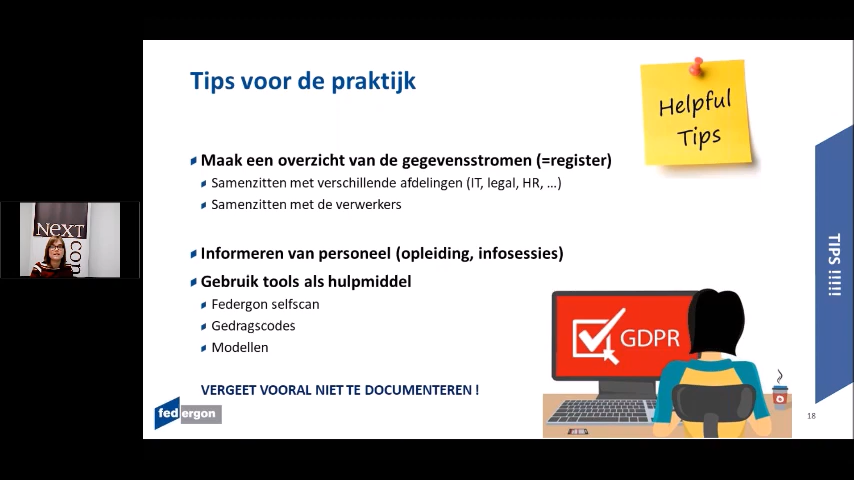 Tips voor de praktijk
Helpful
Tips
Maak een overzicht van de gegevensstromen (=register)
Samenzitten met verschillende afdelingen (IT, legal, HR, ...)
Samenzitten met de verwerkers
Informeren van personeel (opleiding, infosessies)
Gebruik tools als hulpmiddel
Federgon selfscan
Gedragscodes
Modellen
VERGEET VOORAL NIET TE DOCUMENTEREN !
GDPR
TIPS !!!!!
federgon
18
NeXT
con